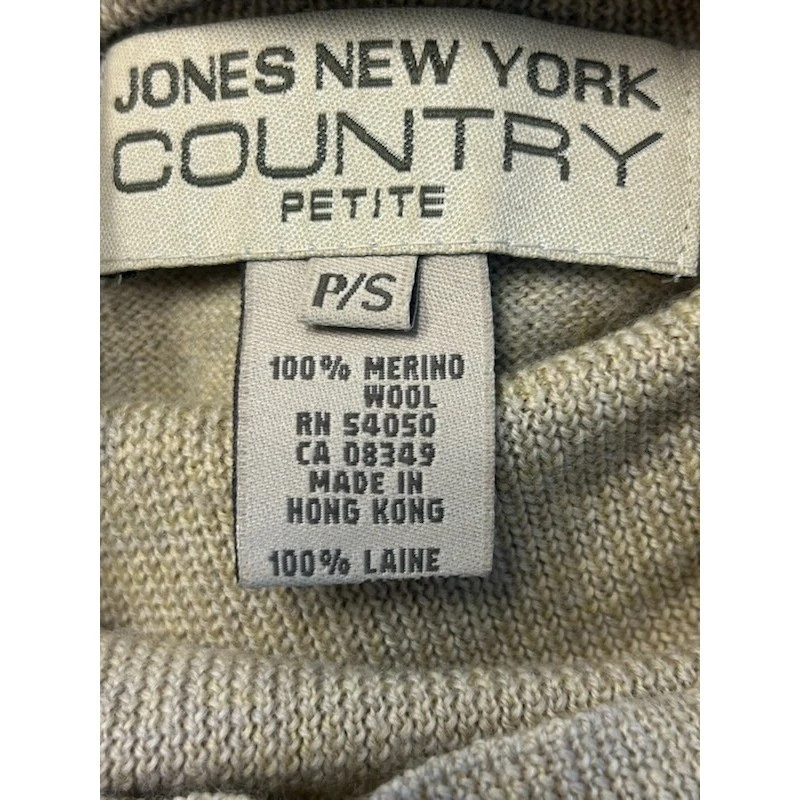 JONES NEW YORK
COUNTRY
PETITE
P/S
100% MERINO
WOOL
RN 54050
CA 08349
MADE IN
HONG KONG
100% LAINE